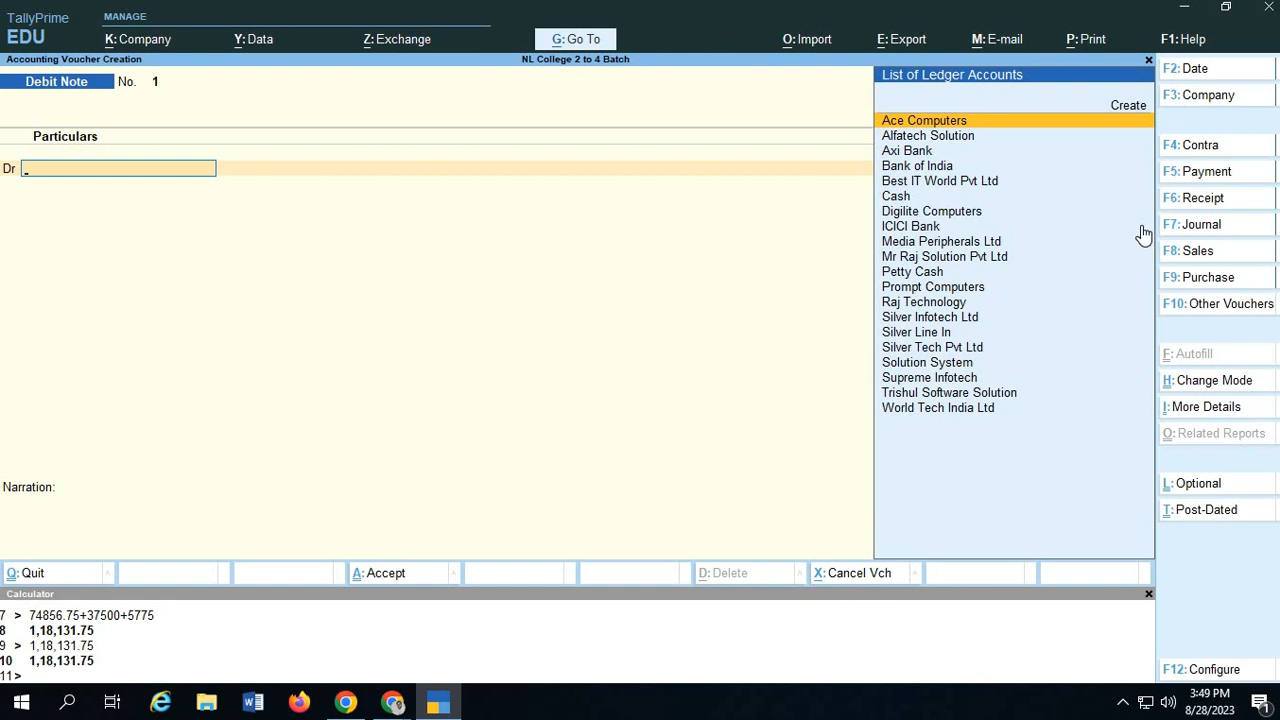 TallyPrime
EDU
MANAGE
K: Company
Y: Data
Z: Exchange
G: Go To
O: Import
E: Export
M: E-mail
P: Print
F1: Help
Accounting Voucher Creation
NL College 2 to 4 Batch
Debit Note No. 1
Particulars
Dr
Narration:
List of Ledger Accounts
Create
Ace Computers
Alfatech Solution
Axi Bank
Bank of India
Best IT World Pvt Ltd
Cash
Digilite Computers
ICICI Bank
Media Peripherals Ltd
Mr Raj Solution Pvt Ltd
Petty Cash
Prompt Computers
Raj Technology
Silver Infotech Ltd
Silver Line In
Silver Tech Pvt Ltd
Solution System
Supreme Infotech
Trishul Software Solution
World Tech India Ltd
F2: Date
F3: Company
F4: Contra
F5: Payment
F6: Receipt
F7: Journal
F8: Sales
F9: Purchase
F10: Other Vouchers
F: Autofill
H: Change Mode
I: More Details
O: Related Reports
L: Optional
T: Post-Dated
F12: Configure
Q: Quit
A: Accept
D: Delete
X: Cancel Vch
Calculator
7 > 74856.75+37500+5775
8 1,18,131.75
9 > 1,18,131.75
10 1,18,131.75
11>
3:49 PM
8/28/2023
1